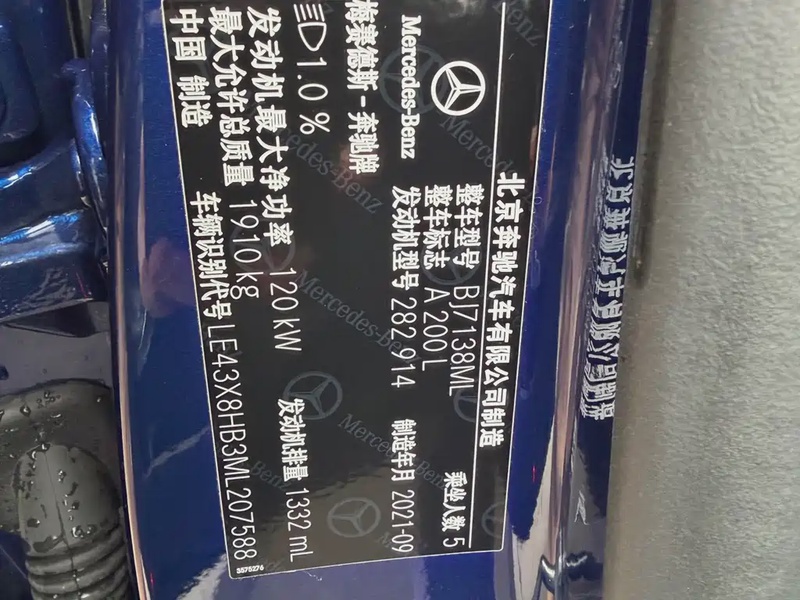 北京奔驰汽车有限公司制造
Mercedes-Benz
整车型号 BJ7138ML
整车标志 A 200 L
乘坐人数 5
梅赛德斯-奔驰牌
发动机型号 282 914
制造年月 2021-09
1.0 %
发动机最大净功率 120 kW
发动机排量 1332 mL
最大允许总质量 1910 kg
中国 制造
车辆识别代号 LE43X8HB3ML207588
5575276